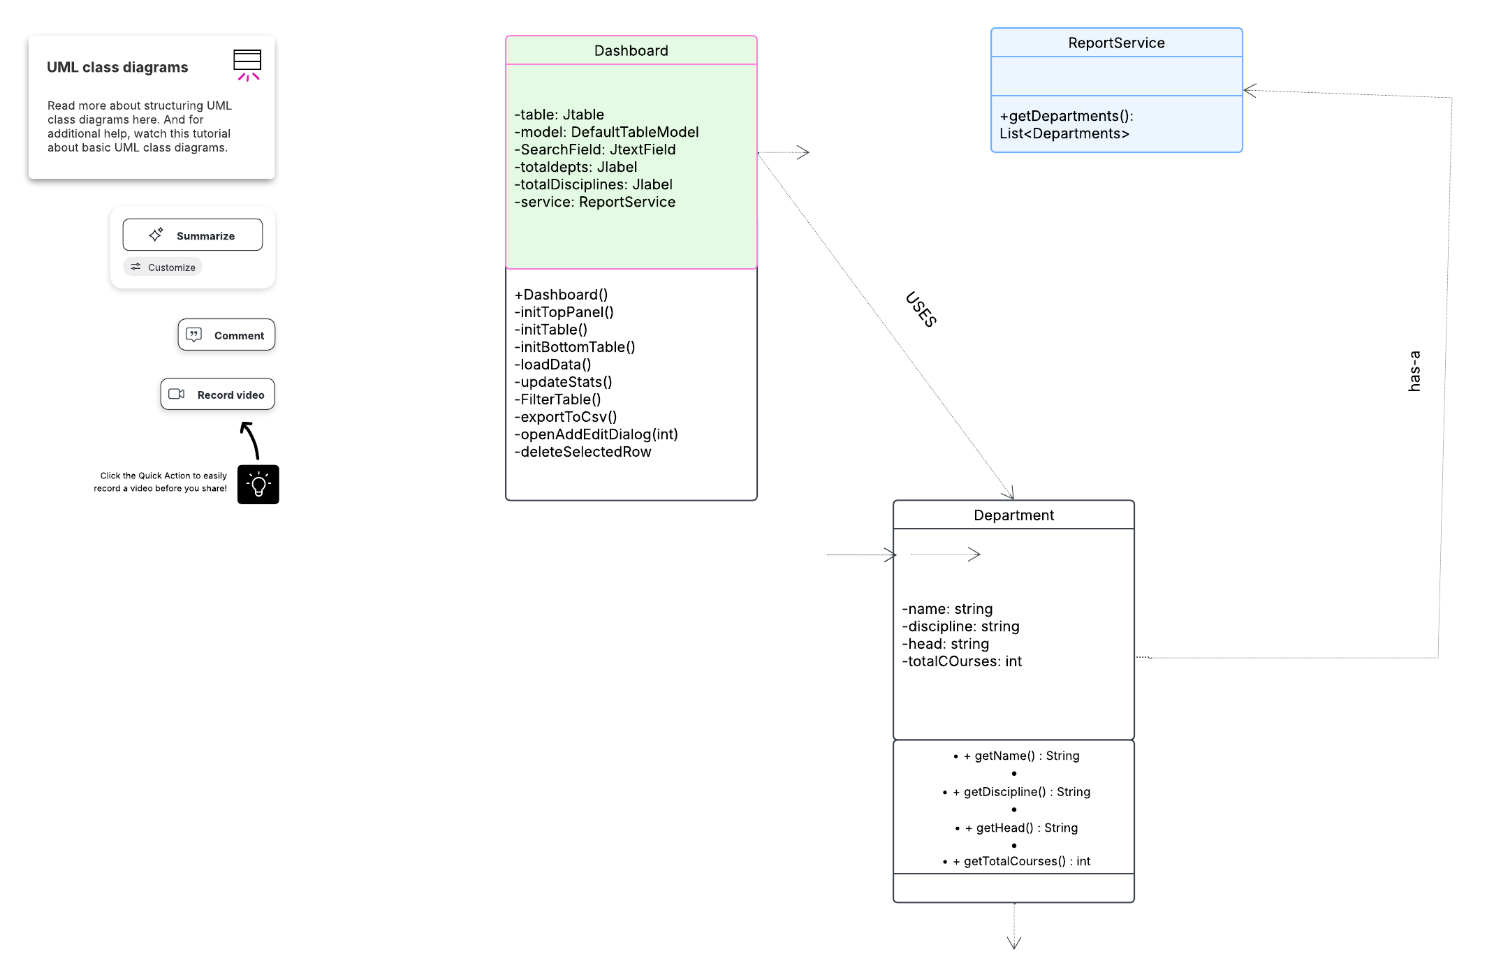 UML class diagrams
Read more about structuring UML
class diagrams here. And for
additional help, watch this tutorial
about basic UML class diagrams.
Summarize
Customize
Comment
Record video
Click the Quick Action to easily
record a video before you share!
Dashboard
-table: Jtable
-model: DefaultTableModel
-SearchField: JtextField
-totaldepts: Jlabel
-totalDisciplines: Jlabel
-service: ReportService
+Dashboard()
-initTopPanel()
-initTable()
-initBottomTable()
-loadData()
-updateStats()
-FilterTable()
-exportToCsv()
-openAddEditDialog(int)
-deleteSelectedRow
ReportService
+getDepartments():
List<Departments>
USES
has-a
Department
-name: string
-discipline: string
-head: string
-totalCOurses: int
• + getName() : String
•
• + getDiscipline() : String
•
• + getHead() : String
•
• + getTotalCourses() : int